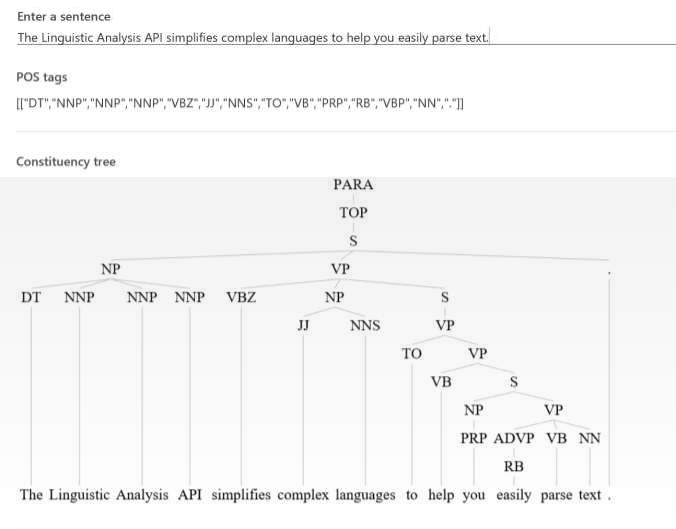 Enter a sentence
The Linguistic Analysis API simplifies complex languages to help you easily parse text.
POS tags
[["DT","NNP","NNP","NNP","VBZ","JJ","NNS","TO","VB","PRP","RB","VBP","NN","."]]
Constituency tree
PARA
TOP
S
NP VP .
DT NNP NNP NNP VBZ NP S
JJ NNS VP
TO VP
VB S
NP VP
PRP ADVP VB NN
RB
The Linguistic Analysis API simplifies complex languages to help you easily parse text .